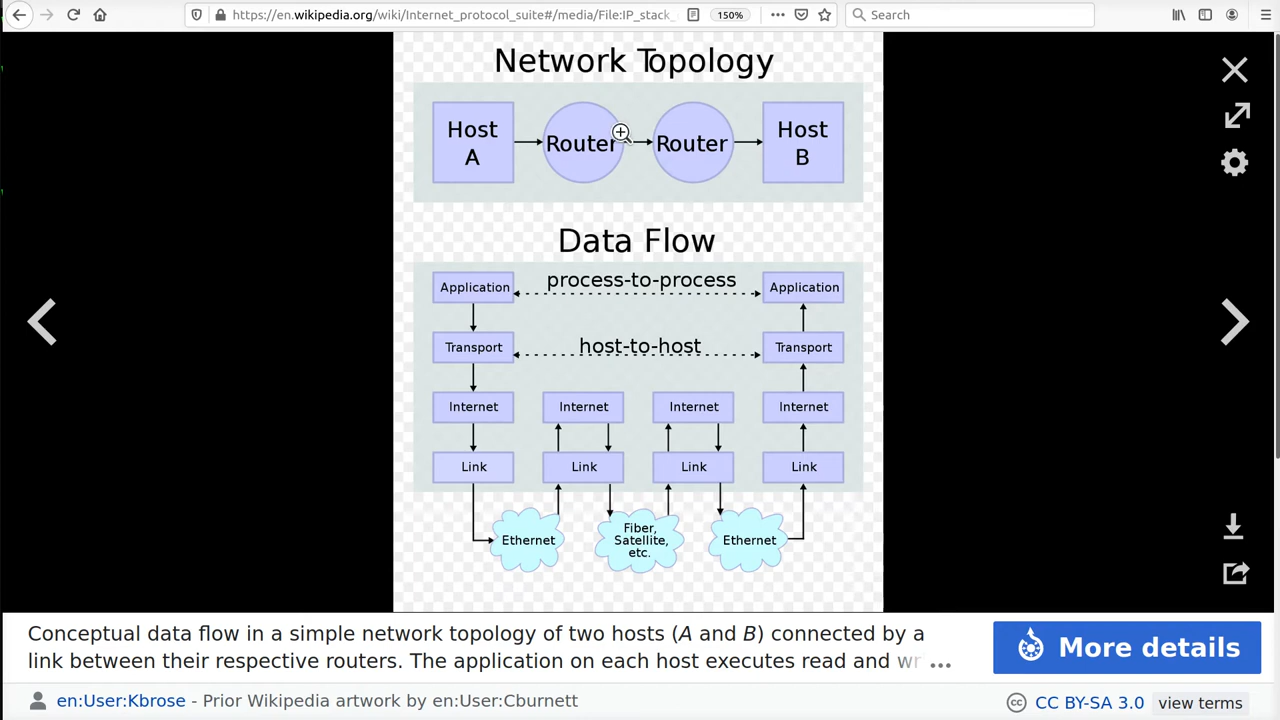 https://en.wikipedia.org/wiki/Internet_protocol_suite#/media/File:IP_stack_
150%
Search
Network Topology
Host A
Router
Router
Host B
Data Flow
Application
process-to-process
Application
Transport
host-to-host
Transport
Internet
Internet
Internet
Internet
Link
Link
Link
Link
Ethernet
Fiber,
Satellite,
etc.
Ethernet
Conceptual data flow in a simple network topology of two hosts (A and B) connected by a
link between their respective routers. The application on each host executes read and wr ...
More details
en:User:Kbrose - Prior Wikipedia artwork by en:User:Cburnett
cc CC BY-SA 3.0 view terms